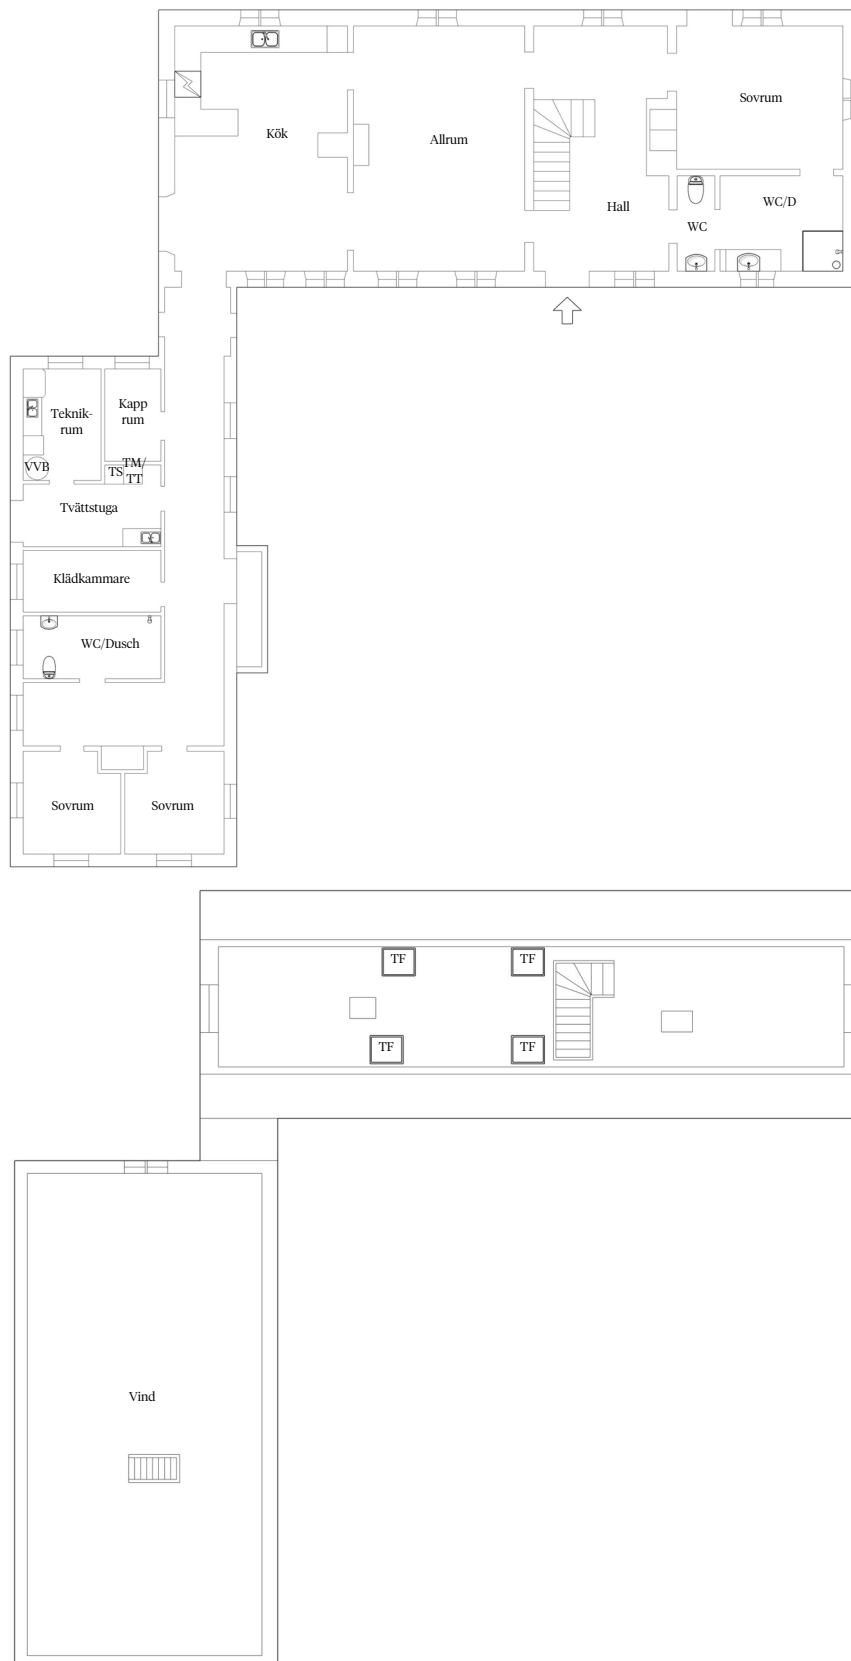 Sovrum
Kök
Allrum
WC/D
Hall
WC
Kapp
rum
Teknik-
rum
VVB
TS
TM/
TT
Tvättstuga
Klädkammare
WC/Dusch
Sovrum
Sovrum
TF
TF
TF
TF
Vind